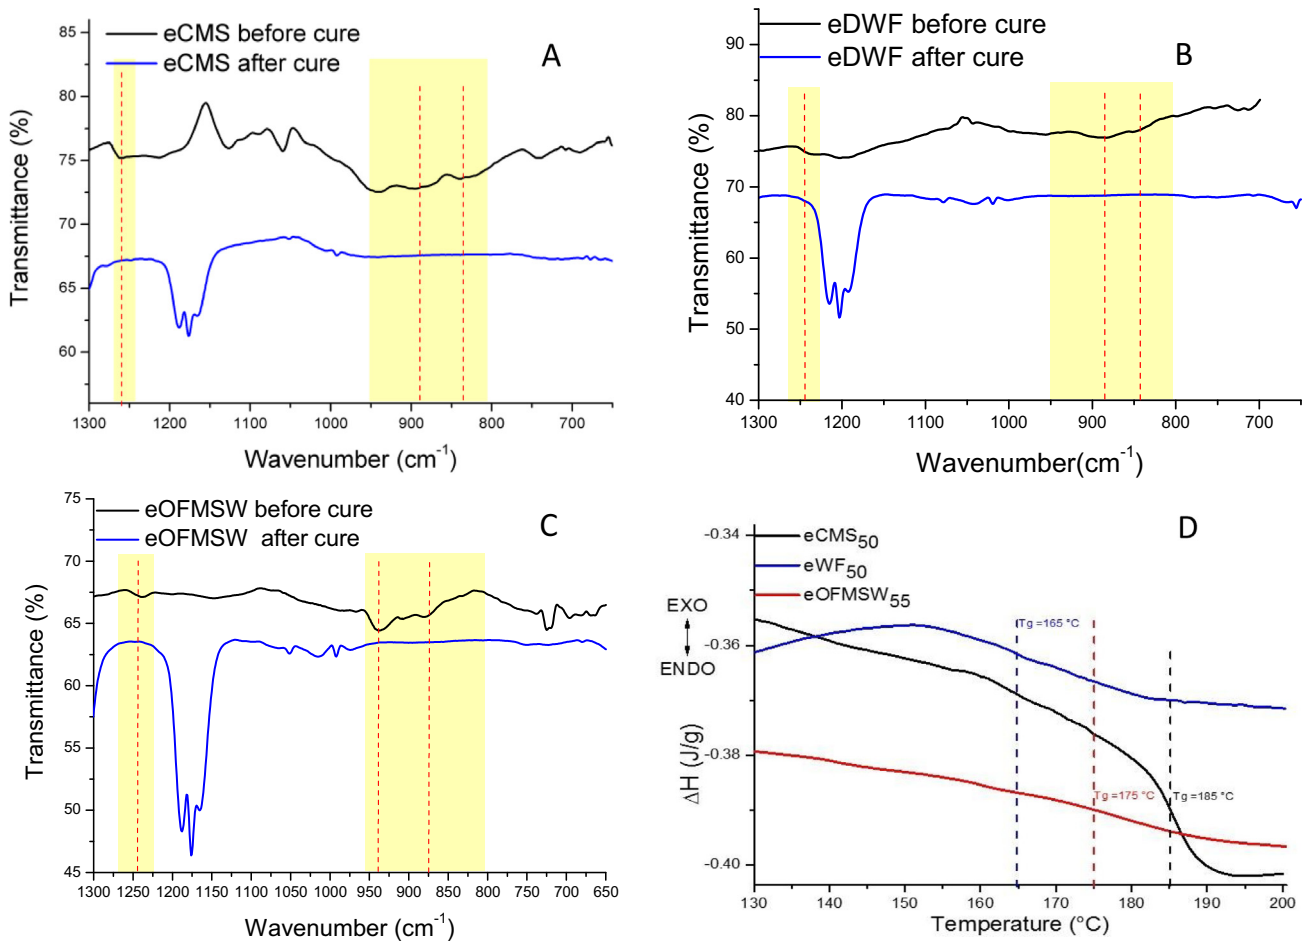 eCMS before cure
eCMS after cure
A
85
80
75
70
65
60
Transmittance (%)
1300 1200 1100 1000 900 800 700
Wavenumber (cm-1)
eDWF before cure
eDWF after cure
B
90
80
70
60
50
40
Transmittance (%)
1300 1200 1100 1000 900 800 700
Wavenumber(cm-1)
eOFMSW before cure
eOFMSW after cure
C
75
70
65
60
55
50
45
Transmittance (%)
1300 1250 1200 1150 1100 1050 1000 950 900 850 800 750 700 650
Wavenumber (cm-1)
D
eCMS50
eWF50
eOFMSW55
-0.34
-0.36
-0.38
-0.40
EXO
ENDO
ΔH (J/g)
Tg =165 °C
Tg =175 °C
Tg =185 °C
130 140 150 160 170 180 190 200
Temperature (°C)